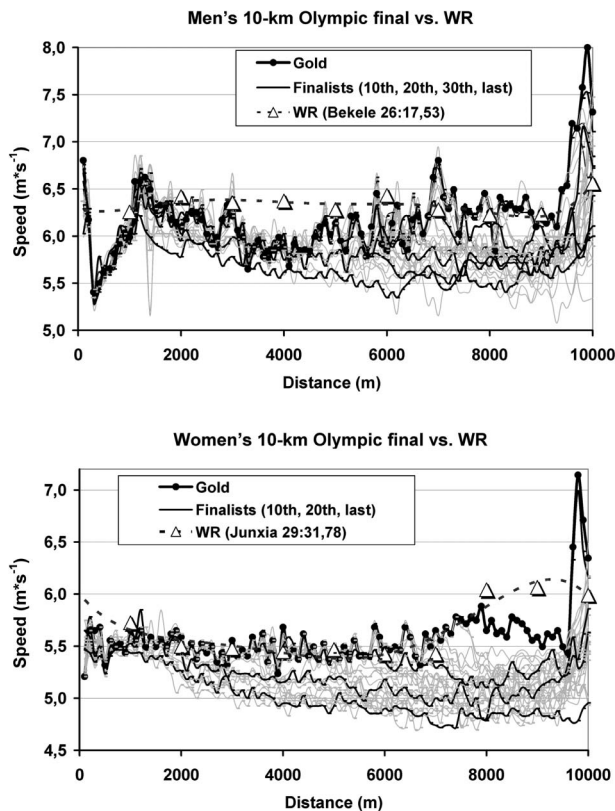 Men's 10-km Olympic final vs. WR
8,0
Gold
Finalists (10th, 20th, 30th, last)
7,5
WR (Bekele 26:17,53)
7,0
6,5
6,0
5,5
5,0
Speed (m*s⁻¹)
0 2000 4000 6000 8000 10000
Distance (m)
Women's 10-km Olympic final vs. WR
7,0
Gold
Finalists (10th, 20th, last)
6,5
WR (Junxia 29:31,78)
6,0
5,5
5,0
4,5
Speed (m*s⁻¹)
0 2000 4000 6000 8000 10000
Distance (m)